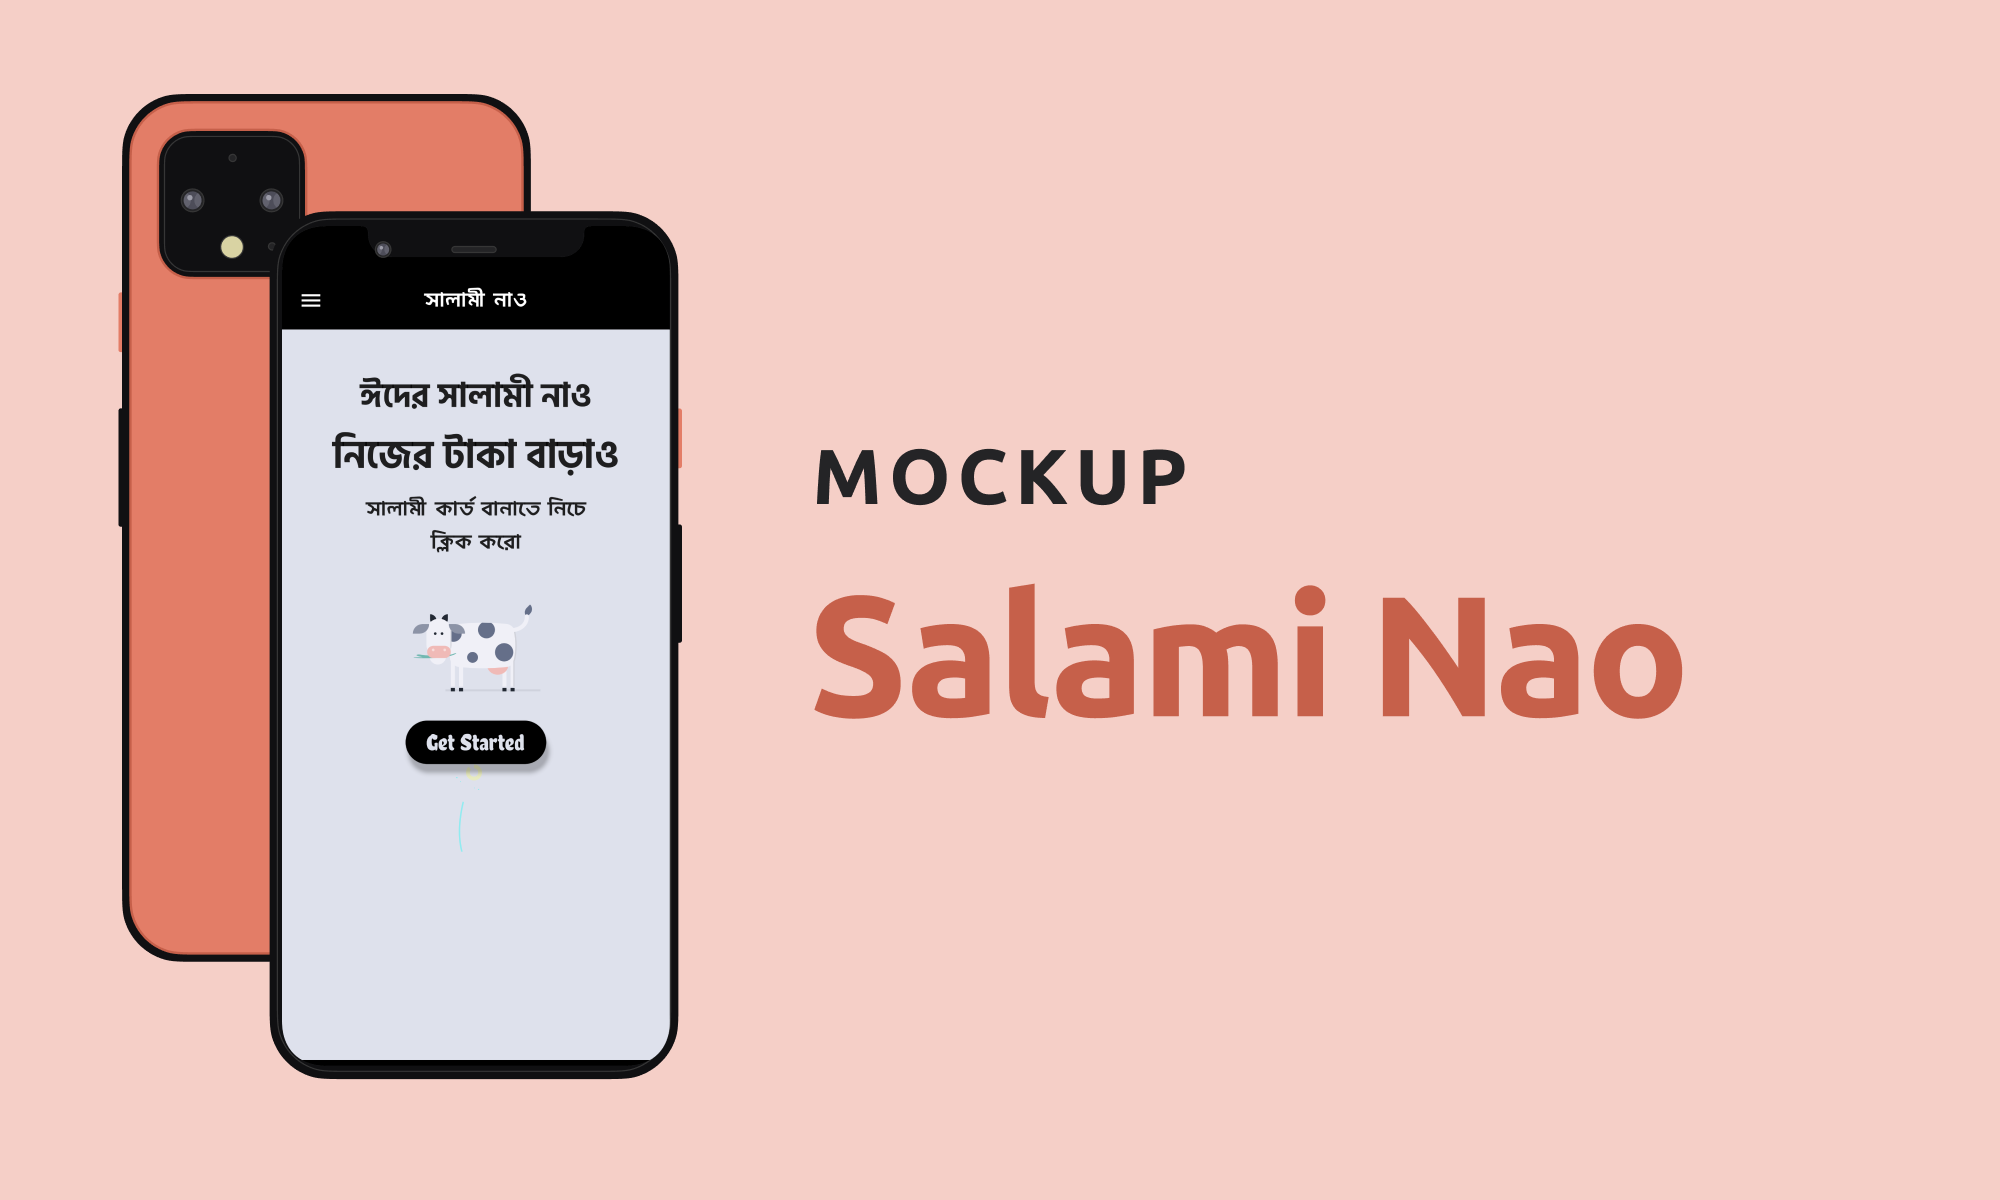 সালামী নাও
ঈদের সালামী নাও
নিজের টাকা বাড়াও
সালামী কার্ড বানাতে নিচে
ক্লিক করো
Get Started
MOCKUP
Salami Nao